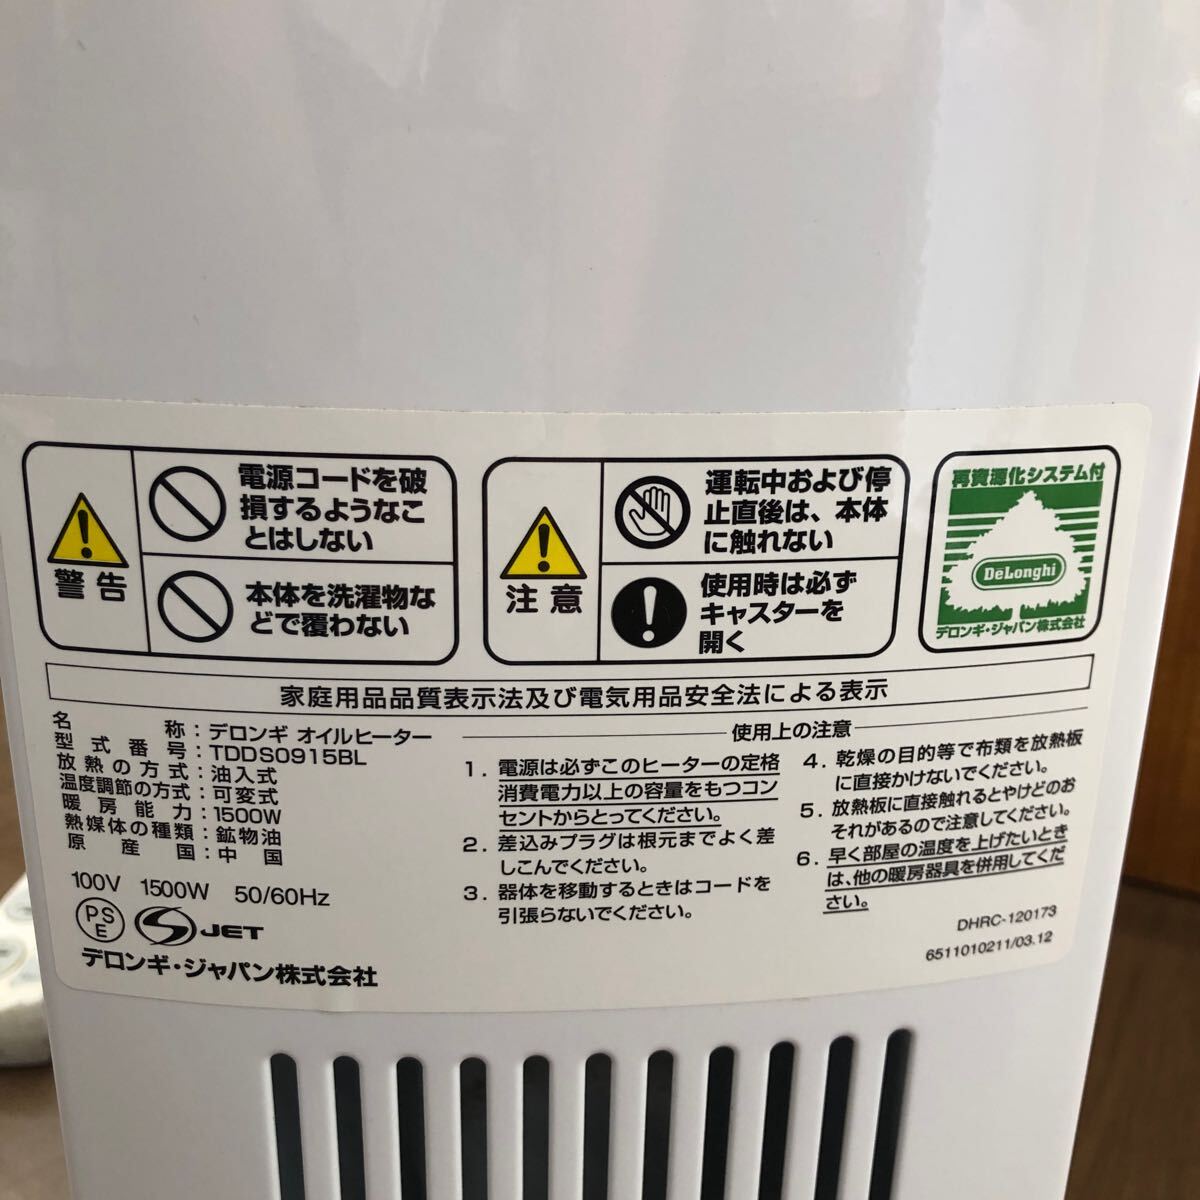 警告
電源コードを破
損するようなこ
とはしない
本体を洗濯物な
どで覆わない
注意
運転中および停
止直後は、本体
に触れない
使用時は必ず
キャスターを
開く
再資源化システム付
DeLonghi
デロンギ・ジャパン株式会社
家庭用品品質表示法及び電気用品安全法による表示
名称：デロンギ オイルヒーター
型式番号：TDDS0915BL
放熱の方式：油入式
温度調節の方式：可変式
暖房能力：1500W
熱媒体の種類：鉱物油
原産国：中国
100V 1500W 50/60Hz
PS
E
S JET
デロンギ・ジャパン株式会社
使用上の注意
1. 電源は必ずこのヒーターの定格
消費電力以上の容量をもつコン
セントからとってください。
2. 差込みプラグは根元までよく差
しこんでください。
3. 器体を移動するときはコードを
引張らないでください。
4. 乾燥の目的等で布類を放熱板
に直接かけないでください。
5. 放熱板に直接触れるとやけどのお
それがあるので注意してください。
6. 早く部屋の温度を上げたいとき
は、他の暖房器具を併用してくだ
さい。
DHRC-120173
6511010211/03.12